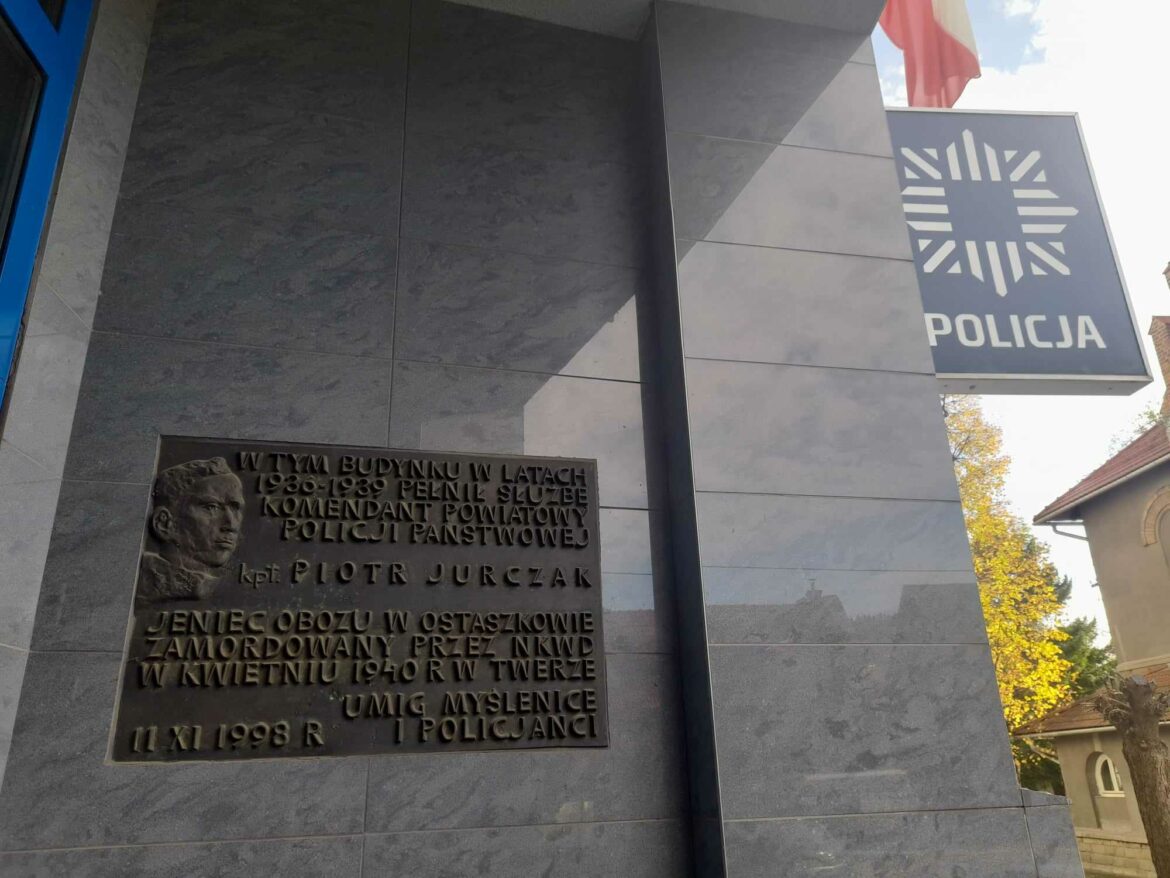 W TYM BUDYNKU W LATACH
1936-1939 PEŁNIŁ SŁUŻBĘ
KOMENDANT POWIATOWY
POLICJI PAŃSTWOWEJ
kpt. PIOTR JURCZAK
JENIEC OBOZU W OSTASZKOWIE
ZAMORDOWANY PRZEZ NKWD
W KWIETNIU 1940 R W TWERZE
UMIG MYŚLENICE
I POLICJANCI
11 XI 1998 R
POLICJA